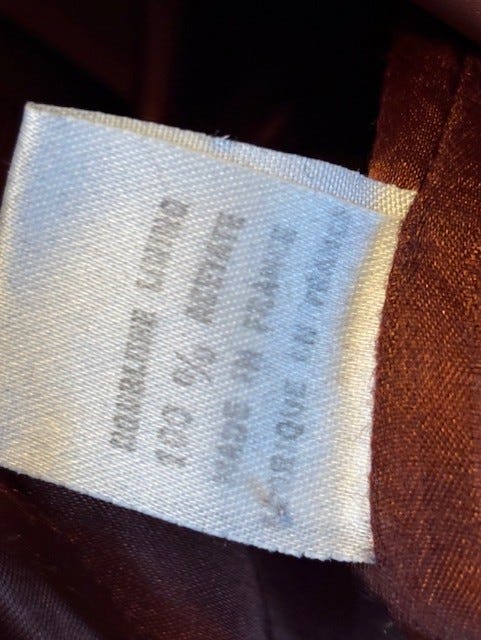 DOUBLURE LINING
100 % ACETATE
MADE IN FRANCE
FABRIQUE EN FRANCE